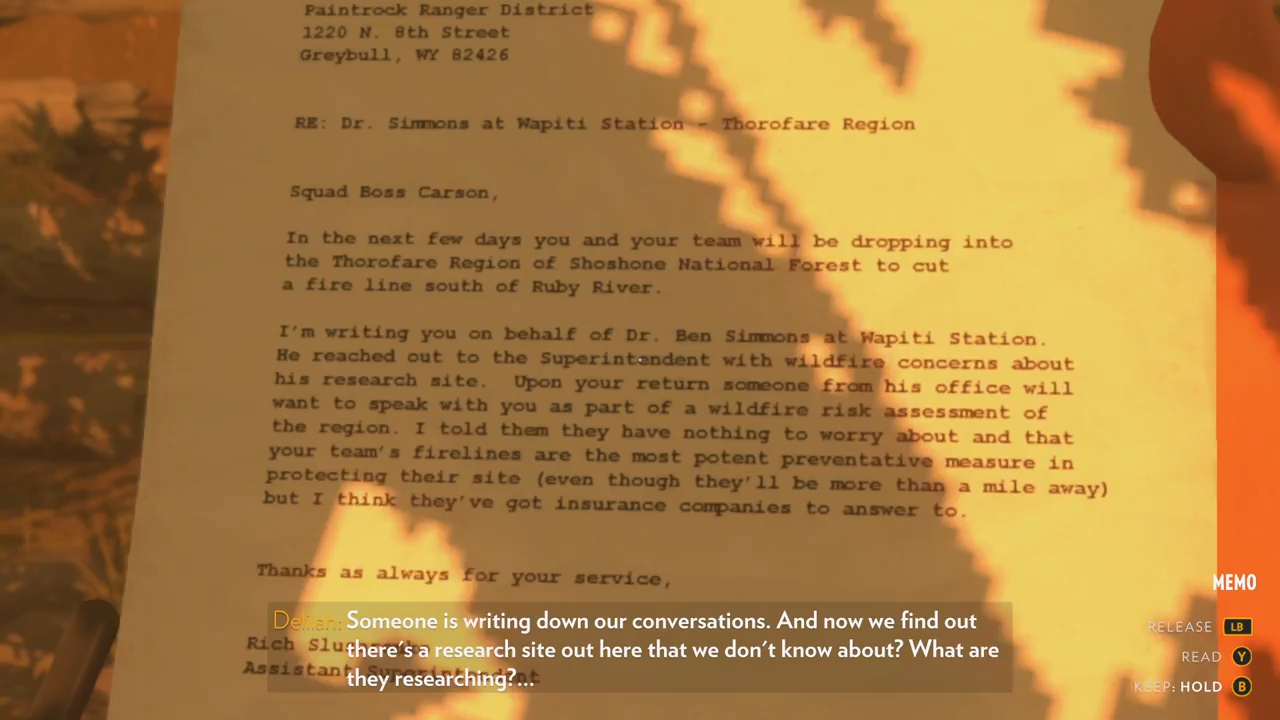 Paintrock Ranger District
1220 N. 8th Street
Greybull, WY 82426
RE: Dr. Simmons at Wapiti Station - Thorofare Region
Squad Boss Carson,
In the next few days you and your team will be dropping into
the Thorofare Region of Shoshone National Forest to cut
a fire line south of Ruby River.
I'm writing you on behalf of Dr. Ben Simmons at Wapiti Station.
He reached out to the Superintendent with wildfire concerns about
his research site. Upon your return someone from his office will
want to speak with you as part of a wildfire risk assessment of
the region. I told them they have nothing to worry about and that
your team's firelines are the most potent preventative measure in
protecting their site (even though they'll be more than a mile away)
but I think they've got insurance companies to answer to.
Thanks as always for your service,
Rich
Assistant Superintendent
Delilah: Someone is writing down our conversations. And now we find out
there's a research site out here that we don't know about? What are
they researching?...
MEMO
RELEASE LB
READ Y
KEEP: HOLD B